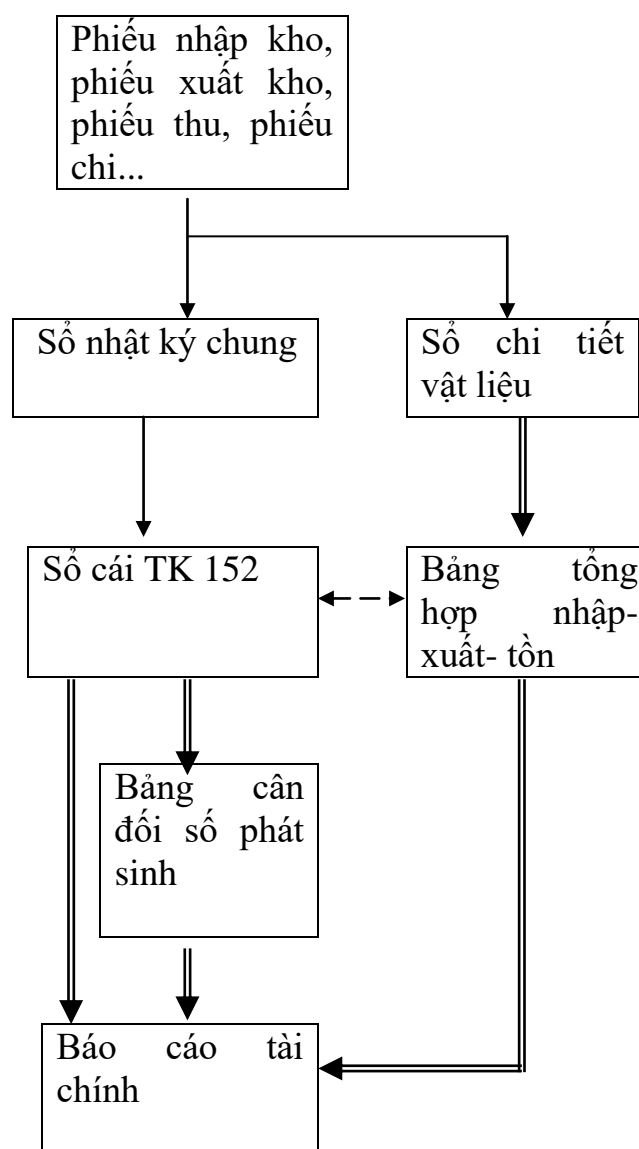 Phiếu nhập kho,
phiếu xuất kho,
phiếu thu, phiếu
chi...
Sổ nhật ký chung
Sổ chi tiết
vật liệu
Sổ cái TK 152
Bảng tổng
hợp nhập-
xuất- tồn
Bảng cân
đối số phát
sinh
Báo cáo tài
chính